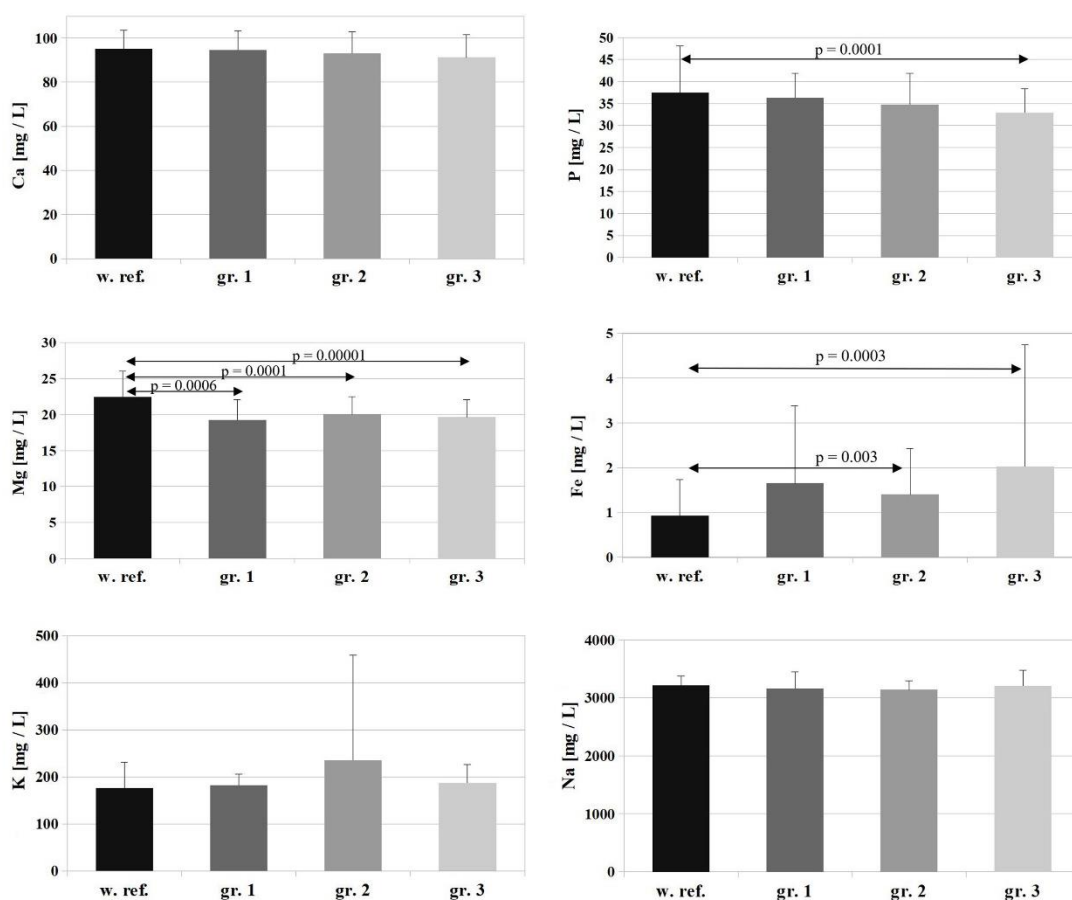 Ca [mg / L]
100
80
60
40
20
0
w. ref. gr. 1 gr. 2 gr. 3
P [mg / L]
50
45
40
35
30
25
20
15
10
5
0
p = 0.0001
w. ref. gr. 1 gr. 2 gr. 3
Mg [mg / L]
30
25
20
15
10
5
0
p = 0.00001
p = 0.0001
p = 0.0006
w. ref. gr. 1 gr. 2 gr. 3
Fe [mg / L]
5
4
3
2
1
0
p = 0.0003
p = 0.003
w. ref. gr. 1 gr. 2 gr. 3
K [mg / L]
500
400
300
200
100
0
w. ref. gr. 1 gr. 2 gr. 3
Na [mg / L]
4000
3000
2000
1000
0
w. ref. gr. 1 gr. 2 gr. 3